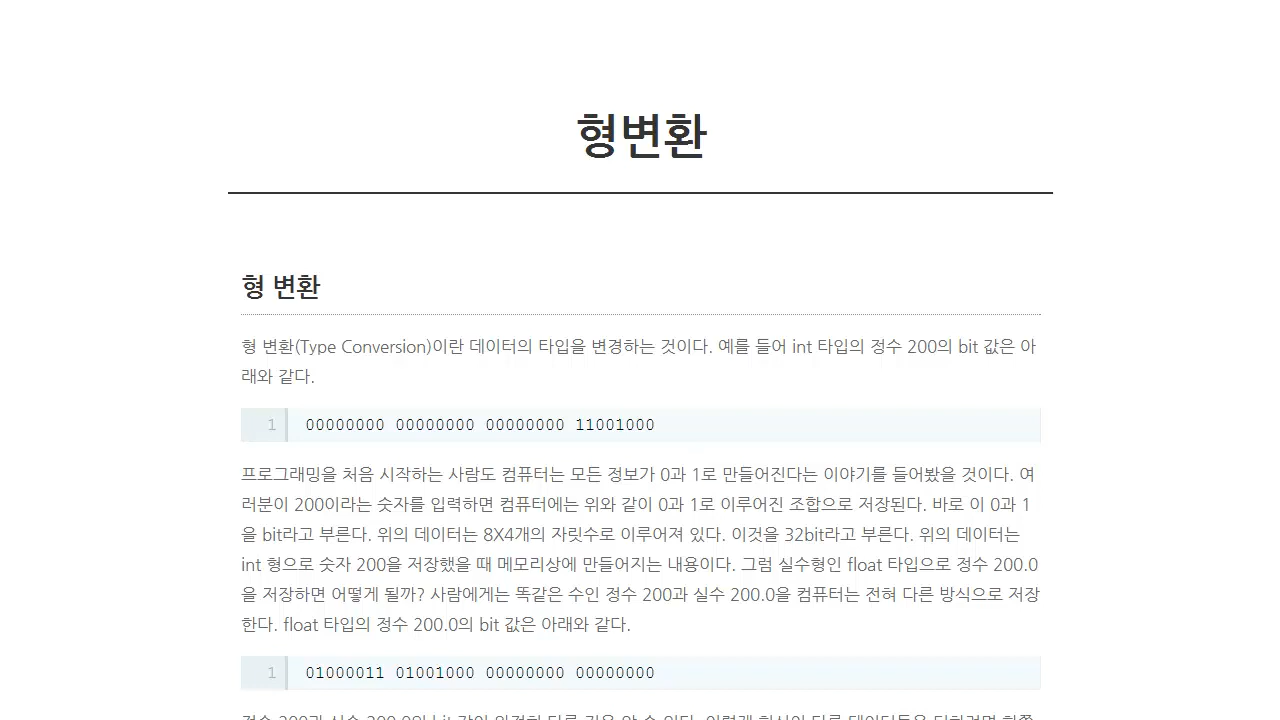 형변환
형 변환
형 변환(Type Conversion)이란 데이터의 타입을 변경하는 것이다. 예를 들어 int 타입의 정수 200의 bit 값은 아
래와 같다.
1 00000000 00000000 00000000 11001000
프로그래밍을 처음 시작하는 사람도 컴퓨터는 모든 정보가 0과 1로 만들어진다는 이야기를 들어봤을 것이다. 여
러분이 200이라는 숫자를 입력하면 컴퓨터에는 위와 같이 0과 1로 이루어진 조합으로 저장된다. 바로 이 0과 1
을 bit라고 부른다. 위의 데이터는 8X4개의 자릿수로 이루어져 있다. 이것을 32bit라고 부른다. 위의 데이터는
int 형으로 숫자 200을 저장했을 때 메모리상에 만들어지는 내용이다. 그럼 실수형인 float 타입으로 정수 200.0
을 저장하면 어떻게 될까? 사람에게는 똑같은 수인 정수 200과 실수 200.0을 컴퓨터는 전혀 다른 방식으로 저장
한다. float 타입의 정수 200.0의 bit 값은 아래와 같다.
1 01000011 01001000 00000000 00000000